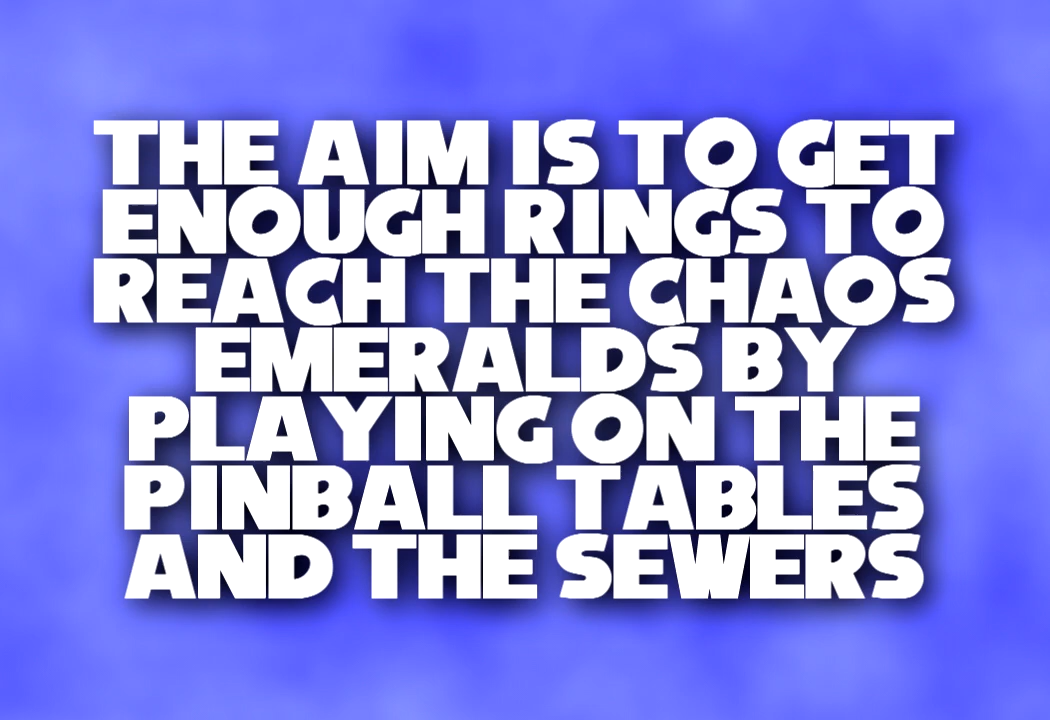 THE AIM IS TO GET
ENOUGH RINGS TO
REACH THE CHAOS
EMERALDS BY
PLAYING ON THE
PINBALL TABLES
AND THE SEWERS